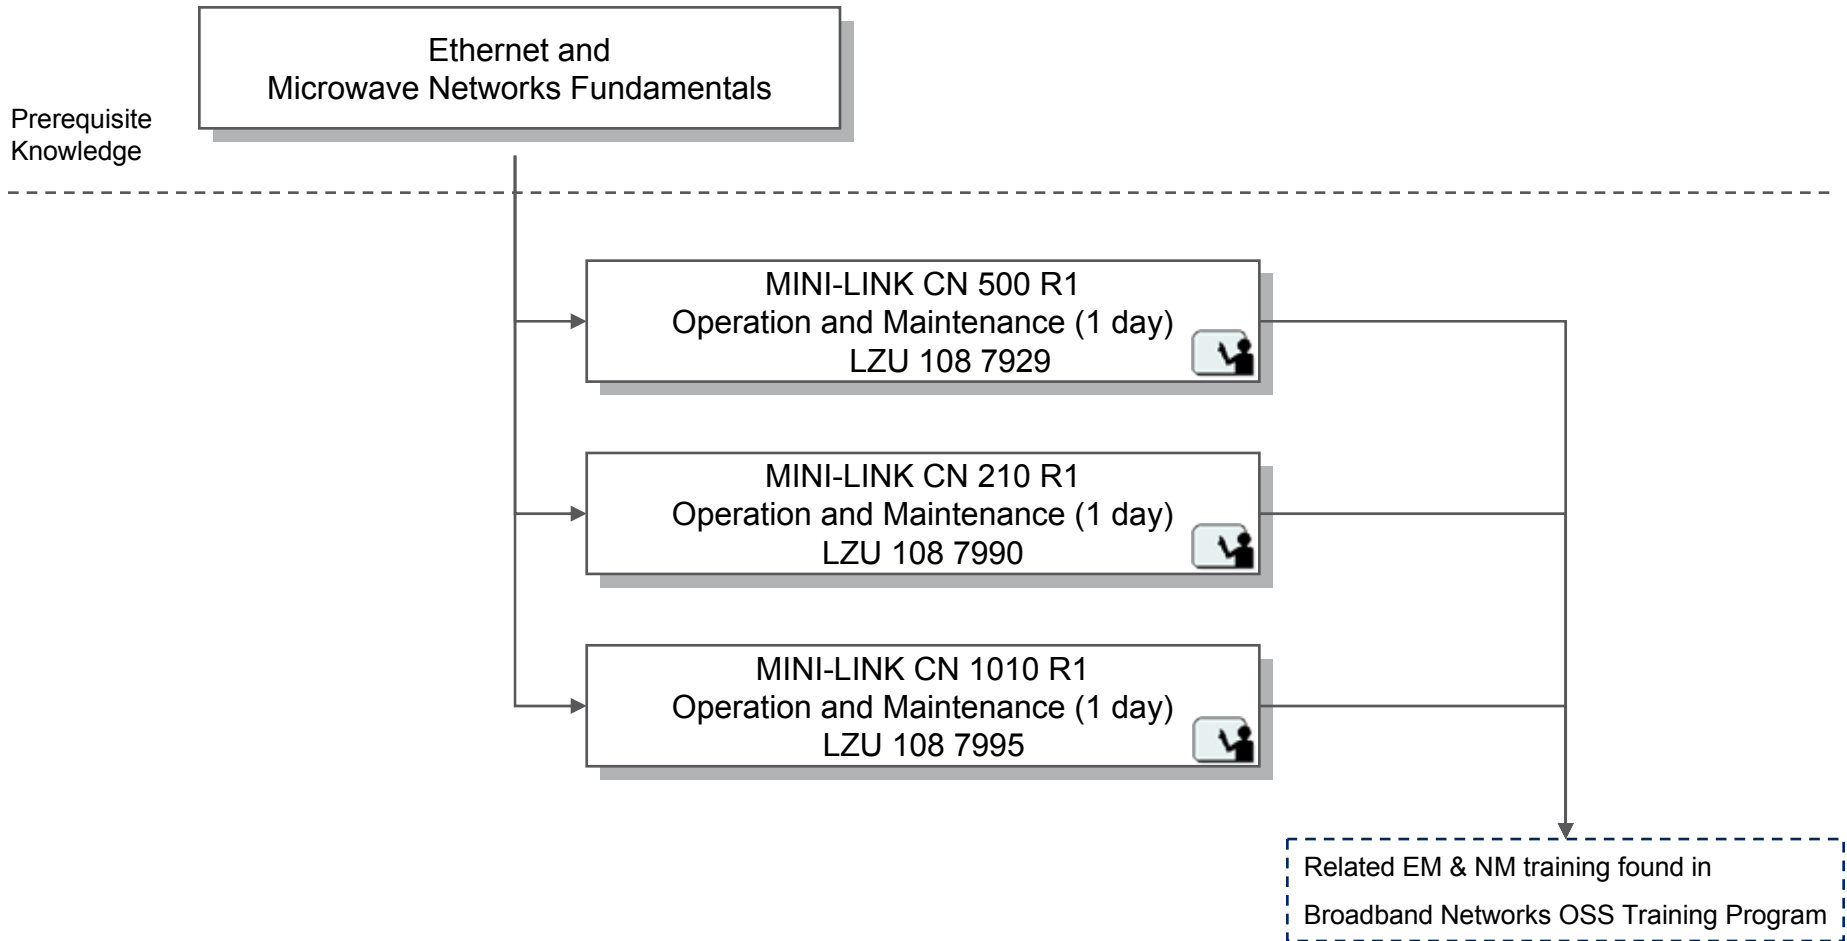 Ethernet and
Microwave Networks Fundamentals
Prerequisite
Knowledge
MINI-LINK CN 500 R1
Operation and Maintenance (1 day)
LZU 108 7929
MINI-LINK CN 210 R1
Operation and Maintenance (1 day)
LZU 108 7990
MINI-LINK CN 1010 R1
Operation and Maintenance (1 day)
LZU 108 7995
Related EM & NM training found in
Broadband Networks OSS Training Program